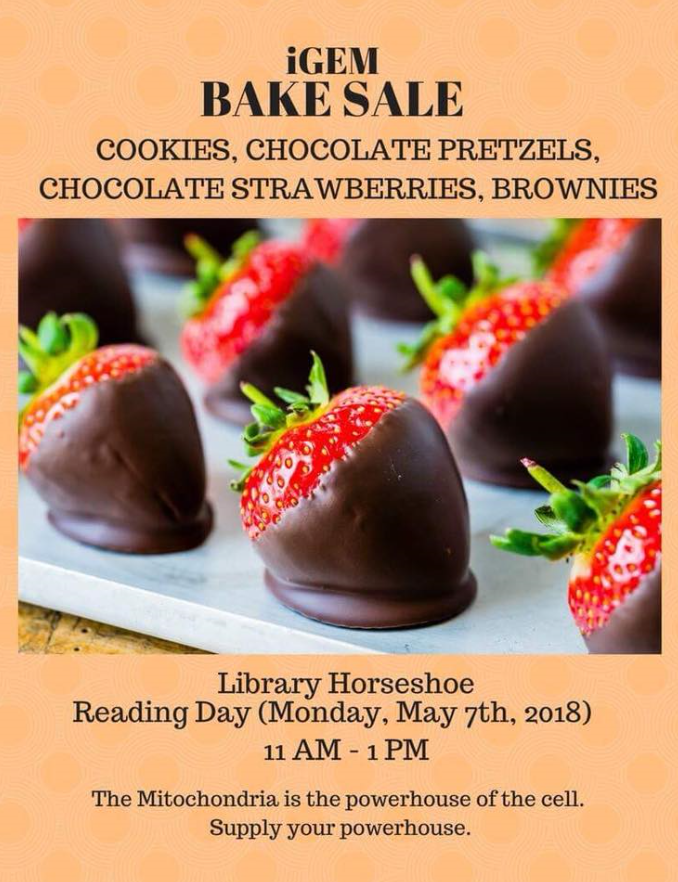 iGEM
BAKE SALE
COOKIES, CHOCOLATE PRETZELS,
CHOCOLATE STRAWBERRIES, BROWNIES
Library Horseshoe
Reading Day (Monday, May 7th, 2018)
11 AM - 1 PM
The Mitochondria is the powerhouse of the cell.
Supply your powerhouse.